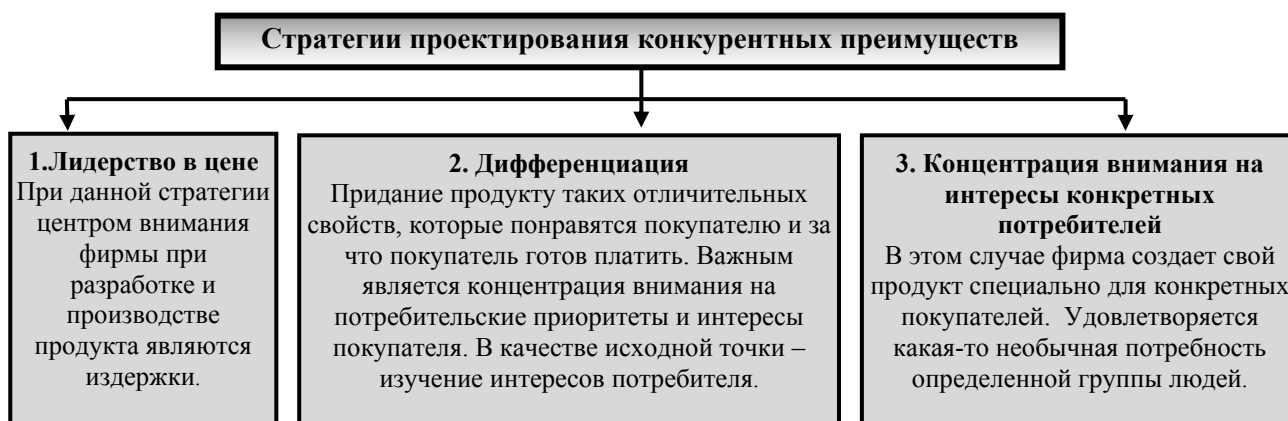 Стратегии проектирования конкурентных преимуществ
1.Лидерство в цене
При данной стратегии
центром внимания
фирмы при
разработке и
производстве
продукта являются
издержки.
2. Дифференциация
Придание продукту таких отличительных
свойств, которые понравятся покупателю и за
что покупатель готов платить. Важным
является концентрация внимания на
потребительские приоритеты и интересы
покупателя. В качестве исходной точки –
изучение интересов потребителя.
3. Концентрация внимания на
интересы конкретных
потребителей
В этом случае фирма создает свой
продукт специально для конкретных
покупателей. Удовлетворяется
какая-то необычная потребность
определенной группы людей.